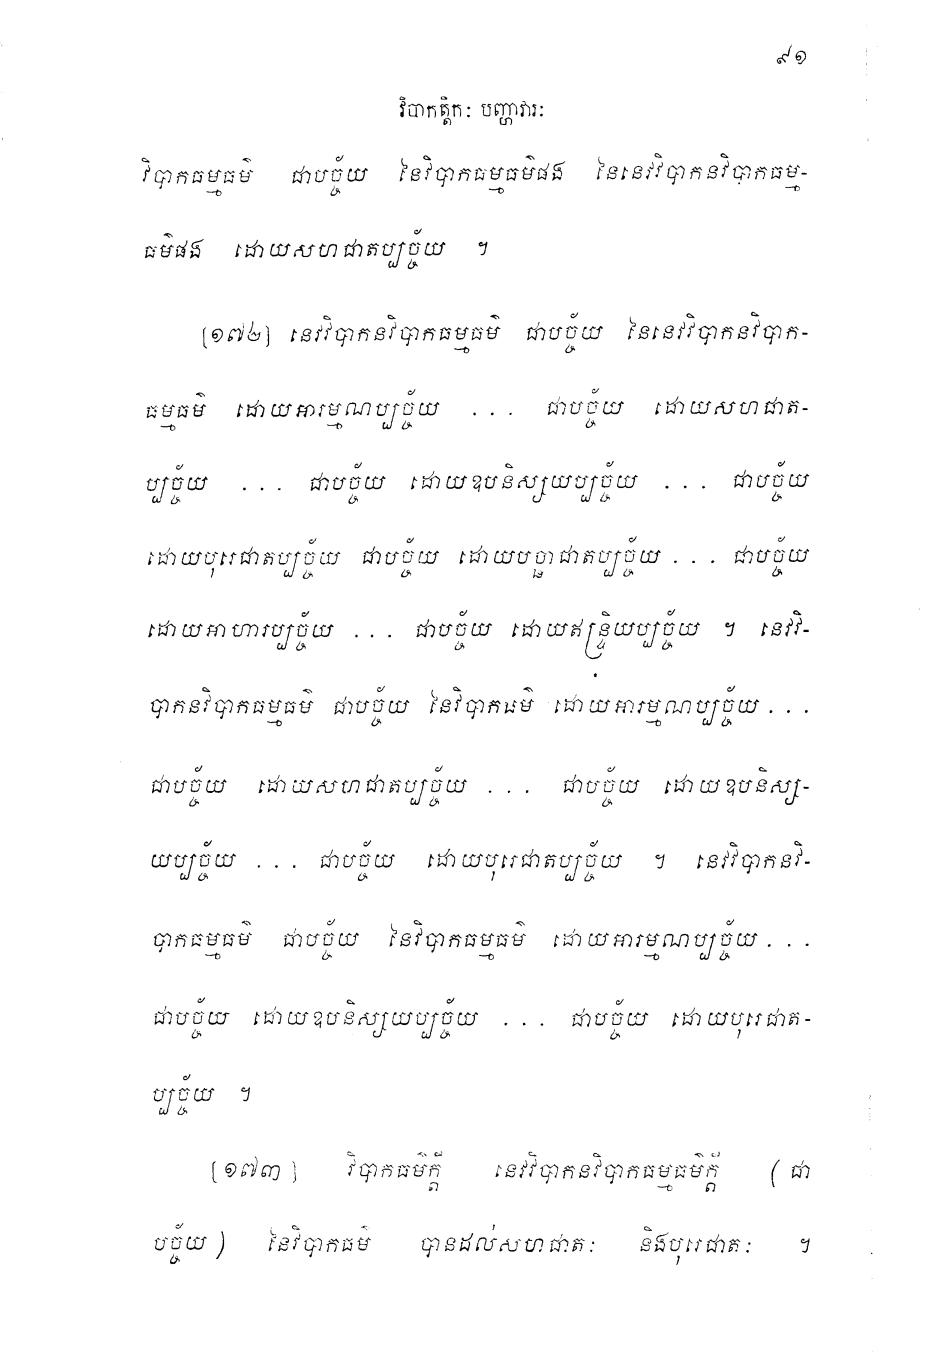 ៩១
វិបាកត្តិកៈ បញ្ហាវារៈ
វិបាកធម្មធម៌ ជាបច្ច័យ នៃវិបាកធម្មធម៌ផង នៃនេវវិបាកនវិបាកធម្ម-
ធម៌ផង ដោយសហជាតប្បច្ច័យ ។
[១៧២] នេវវិបាកនវិបាកធម្មធម៌ ជាបច្ច័យ នៃនេវវិបាកនវិបាក-
ធម្មធម៌ ដោយអារម្មណប្បច្ច័យ ... ជាបច្ច័យ ដោយសហជាត-
ប្បច្ច័យ ... ជាបច្ច័យ ដោយឧបនិស្សយប្បច្ច័យ ... ជាបច្ច័យ
ដោយបុរេជាតប្បច្ច័យ ជាបច្ច័យ ដោយបច្ឆាជាតប្បច្ច័យ ... ជាបច្ច័យ
ដោយអាហារប្បច្ច័យ ... ជាបច្ច័យ ដោយឥន្ទ្រិយប្បច្ច័យ ។ នេវវិ-
បាកនវិបាកធម្មធម៌ ជាបច្ច័យ នៃវិបាកធម៌ ដោយអារម្មណប្បច្ច័យ ...
ជាបច្ច័យ ដោយសហជាតប្បច្ច័យ ... ជាបច្ច័យ ដោយឧបនិស្ស-
យប្បច្ច័យ ... ជាបច្ច័យ ដោយបុរេជាតប្បច្ច័យ ។ នេវវិបាកនវិ-
បាកធម្មធម៌ ជាបច្ច័យ នៃវិបាកធម្មធម៌ ដោយអារម្មណប្បច្ច័យ ...
ជាបច្ច័យ ដោយឧបនិស្សយប្បច្ច័យ ... ជាបច្ច័យ ដោយបុរេជាត-
ប្បច្ច័យ ។
[១៧៣] វិបាកធម៌ក្តី នេវវិបាកនវិបាកធម្មធម៌ក្តី (ជា
បច្ច័យ) នៃវិបាកធម៌ បានដល់សហជាតៈ និងបុរេជាតៈ ។